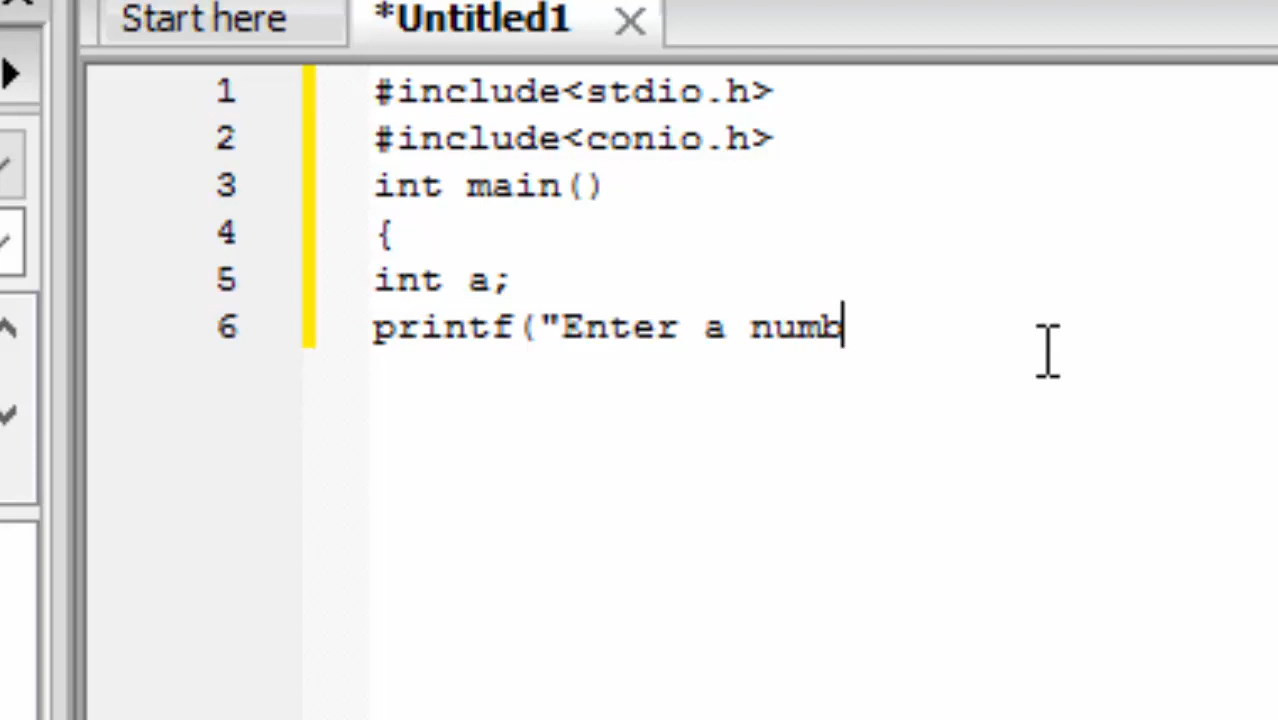 Start here
*Untitled1
1 #include<stdio.h>
2 #include<conio.h>
3 int main()
4 {
5 int a;
6 printf("Enter a numb